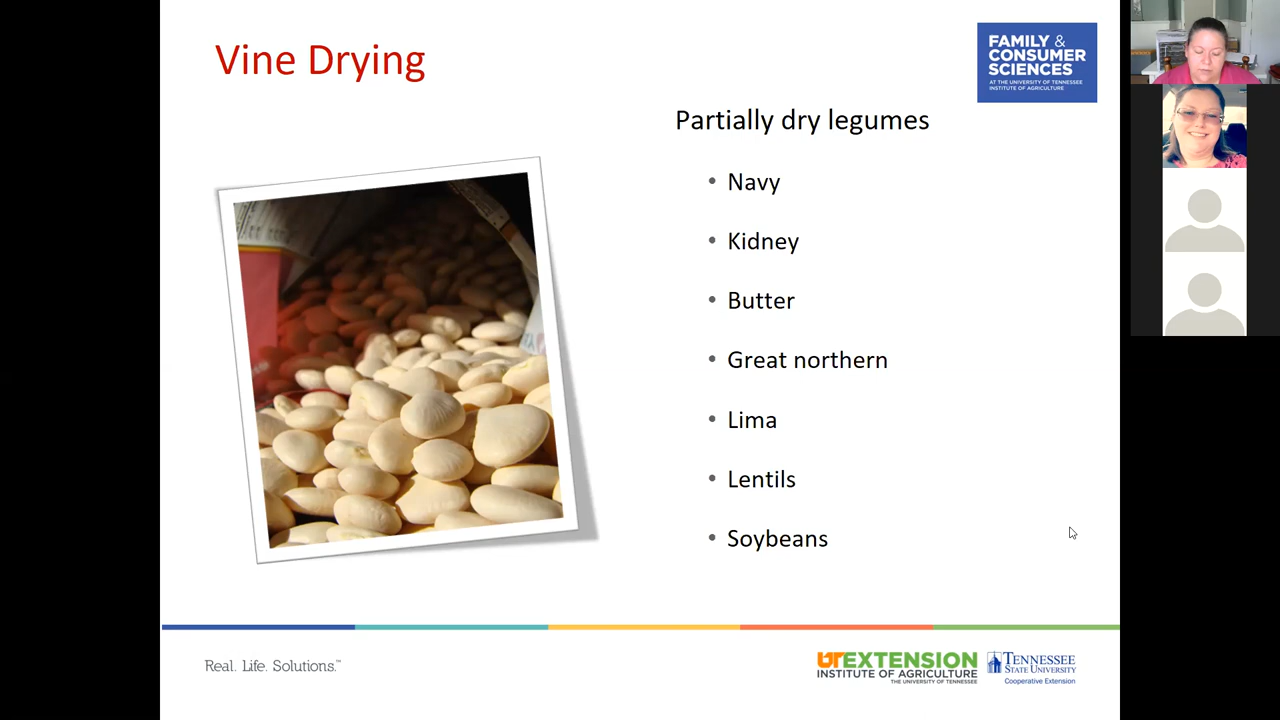 Vine Drying
FAMILY &
CONSUMER
SCIENCES
AT THE UNIVERSITY OF TENNESSEE
INSTITUTE OF AGRICULTURE
Partially dry legumes
• Navy
• Kidney
• Butter
• Great northern
• Lima
• Lentils
• Soybeans
Real. Life. Solutions.™
UTEXTENSION
INSTITUTE OF AGRICULTURE
THE UNIVERSITY OF TENNESSEE
TENNESSEE
STATE UNIVERSITY
Cooperative Extension